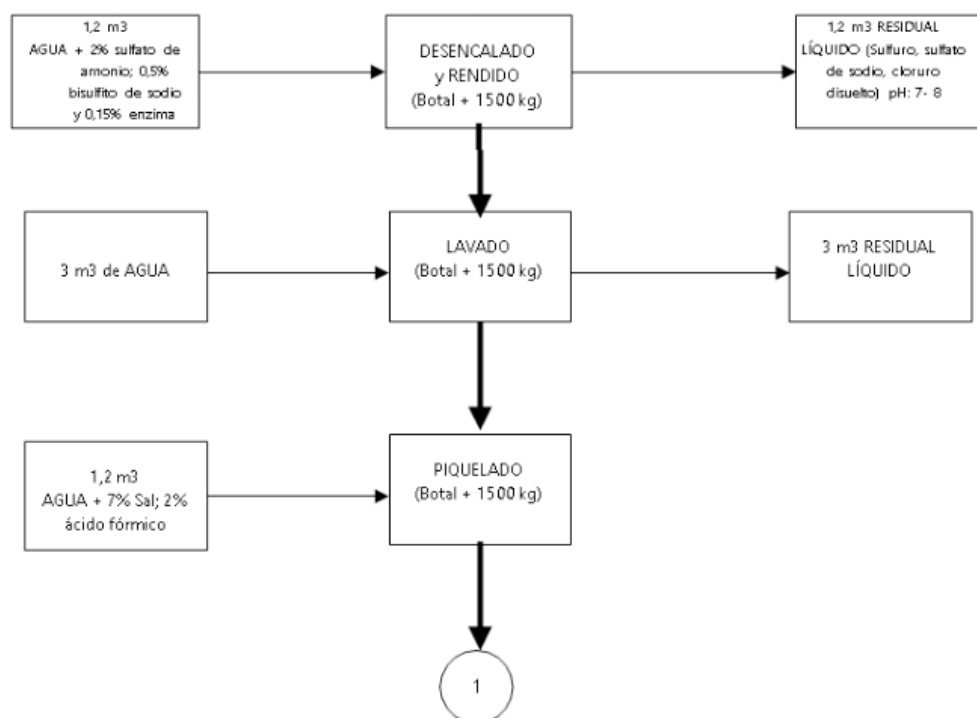 1,2 m3
AGUA + 2% sulfato de
amonio; 0,5%
bisulfito de sodio
y 0,15% enzima
DESENCALADO
y RENDIDO
(Botal + 1500 kg)
1,2 m3 RESIDUAL
LÍQUIDO (Sulfuro, sulfato
de sodio, cloruro
disuelto) pH: 7- 8
3 m3 de AGUA
LAVADO
(Botal + 1500 kg)
3 m3 RESIDUAL
LÍQUIDO
1,2 m3
AGUA + 7% Sal; 2%
ácido fórmico
PIQUELADO
(Botal + 1500 kg)
1